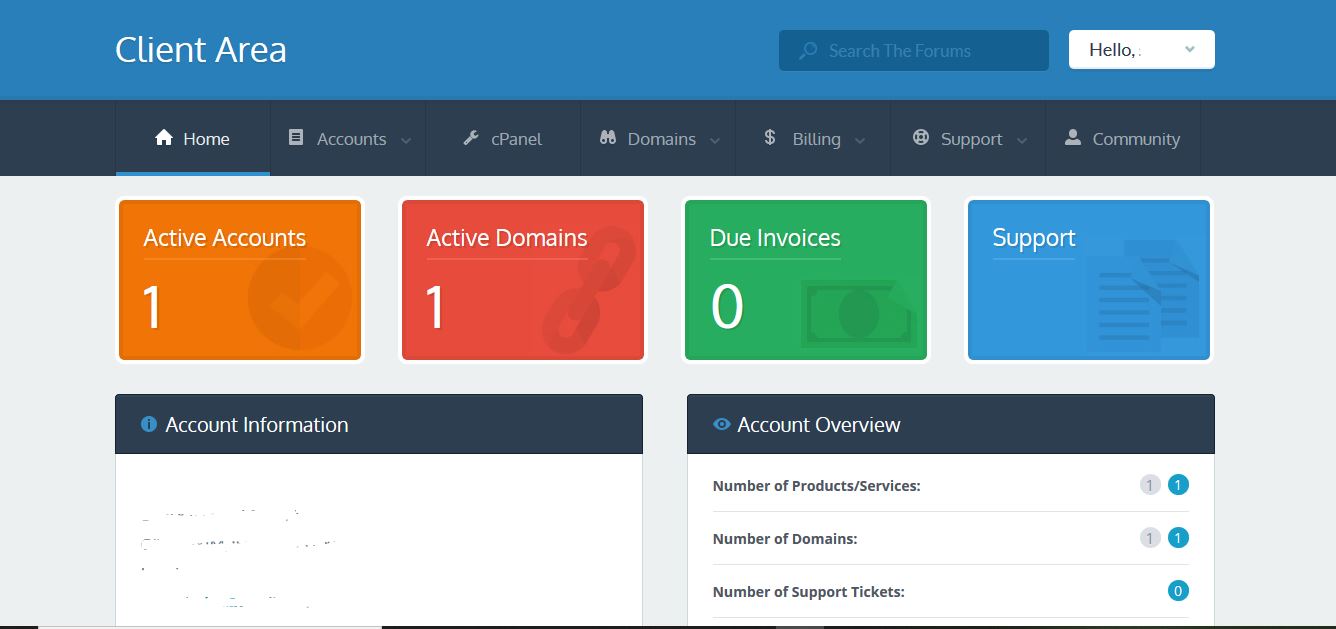 Client Area
Search The Forums
Hello,
Home
Accounts
cPanel
Domains
Billing
Support
Community
Active Accounts
1
Active Domains
1
Due Invoices
0
Support
Account Information
Account Overview
Number of Products/Services: 1 1
Number of Domains: 1 1
Number of Support Tickets: 0